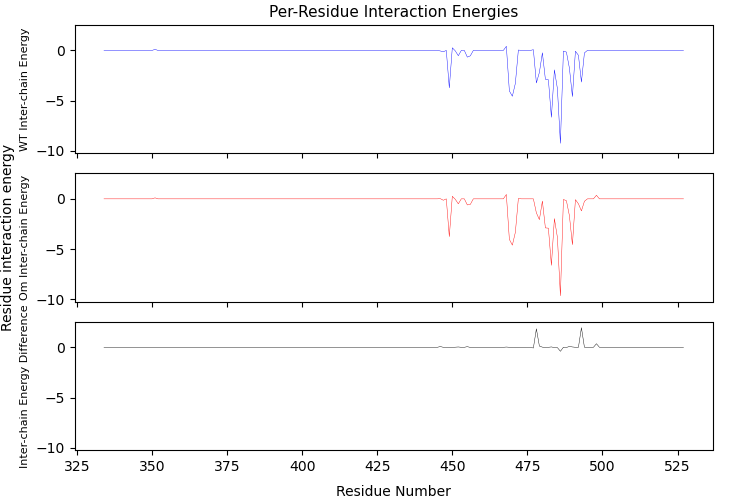 Per-Residue Interaction Energies
Residue interaction energy
WT Inter-chain Energy
0
−5
−10
Om Inter-chain Energy
0
−5
−10
Inter-chain Energy Difference
0
−5
−10
325 350 375 400 425 450 475 500 525
Residue Number